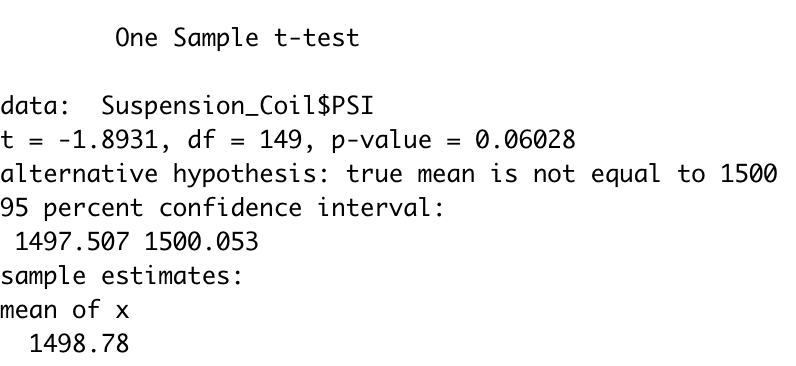 One Sample t-test
data:  Suspension_Coil$PSI
t = -1.8931, df = 149, p-value = 0.06028
alternative hypothesis: true mean is not equal to 1500
95 percent confidence interval:
1497.507 1500.053
sample estimates:
mean of x
1498.78